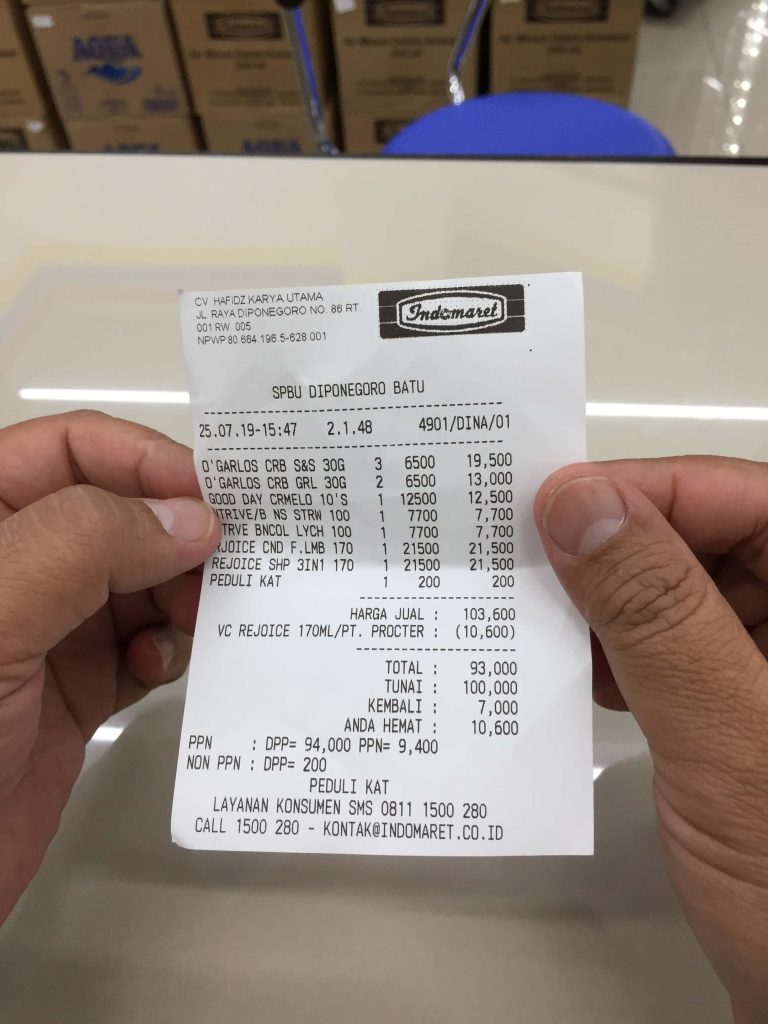 AQUA
AQUA
CV HAFIDZ KARYA UTAMA
JL. RAYA DIPONEGORO NO. 86 RT.
001 RW. 005
NPWP 80.664.196.5-628.001
Indomaret
SPBU DIPONEGORO BATU
25.07.19-15:47 2.1.48 4901/DINA/01
O'GARLOS CRB S&S 30G 3 6500 19,500
O'GARLOS CRB GRL 30G 2 6500 13,000
GOOD DAY CRMELO 10'S 1 12500 12,500
NTRIVE/B NS STRW 100 1 7700 7,700
TRVE BNCOL LYCH 100 1 7700 7,700
EJOICE CND F.LMB 170 1 21500 21,500
REJOICE SHP 3IN1 170 1 21500 21,500
PEDULI KAT 1 200 200
HARGA JUAL : 103,600
VC REJOICE 170ML/PT. PROCTER : (10,600)
TOTAL : 93,000
TUNAI : 100,000
KEMBALI : 7,000
ANDA HEMAT : 10,600
PPN : DPP= 94,000 PPN= 9,400
NON PPN : DPP= 200
PEDULI KAT
LAYANAN KONSUMEN SMS 0811 1500 280
CALL 1500 280 - KONTAK@INDOMARET.CO.ID